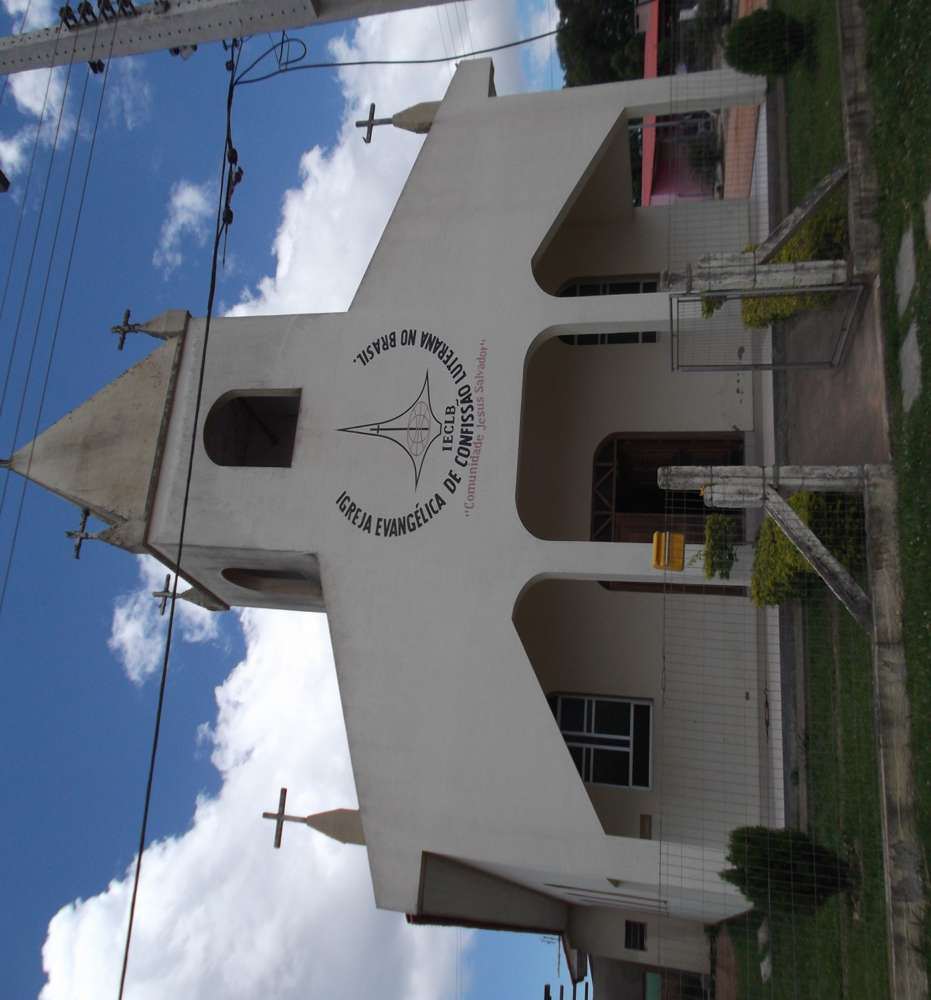 IGREJA EVANGÉLICA DE CONFISSÃO LUTERANA NO BRASIL.
IECLB
"Comunidade Jesus Salvador"